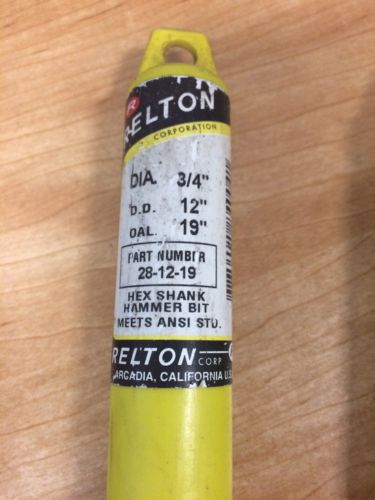 R
RELTON
CORPORATION
DIA. 3/4"
D.D. 12"
OAL. 19"
PART NUMBER
28-12-19
HEX SHANK
HAMMER BIT
MEETS ANSI STD.
RELTON CORP
ARCADIA, CALIFORNIA U.S.